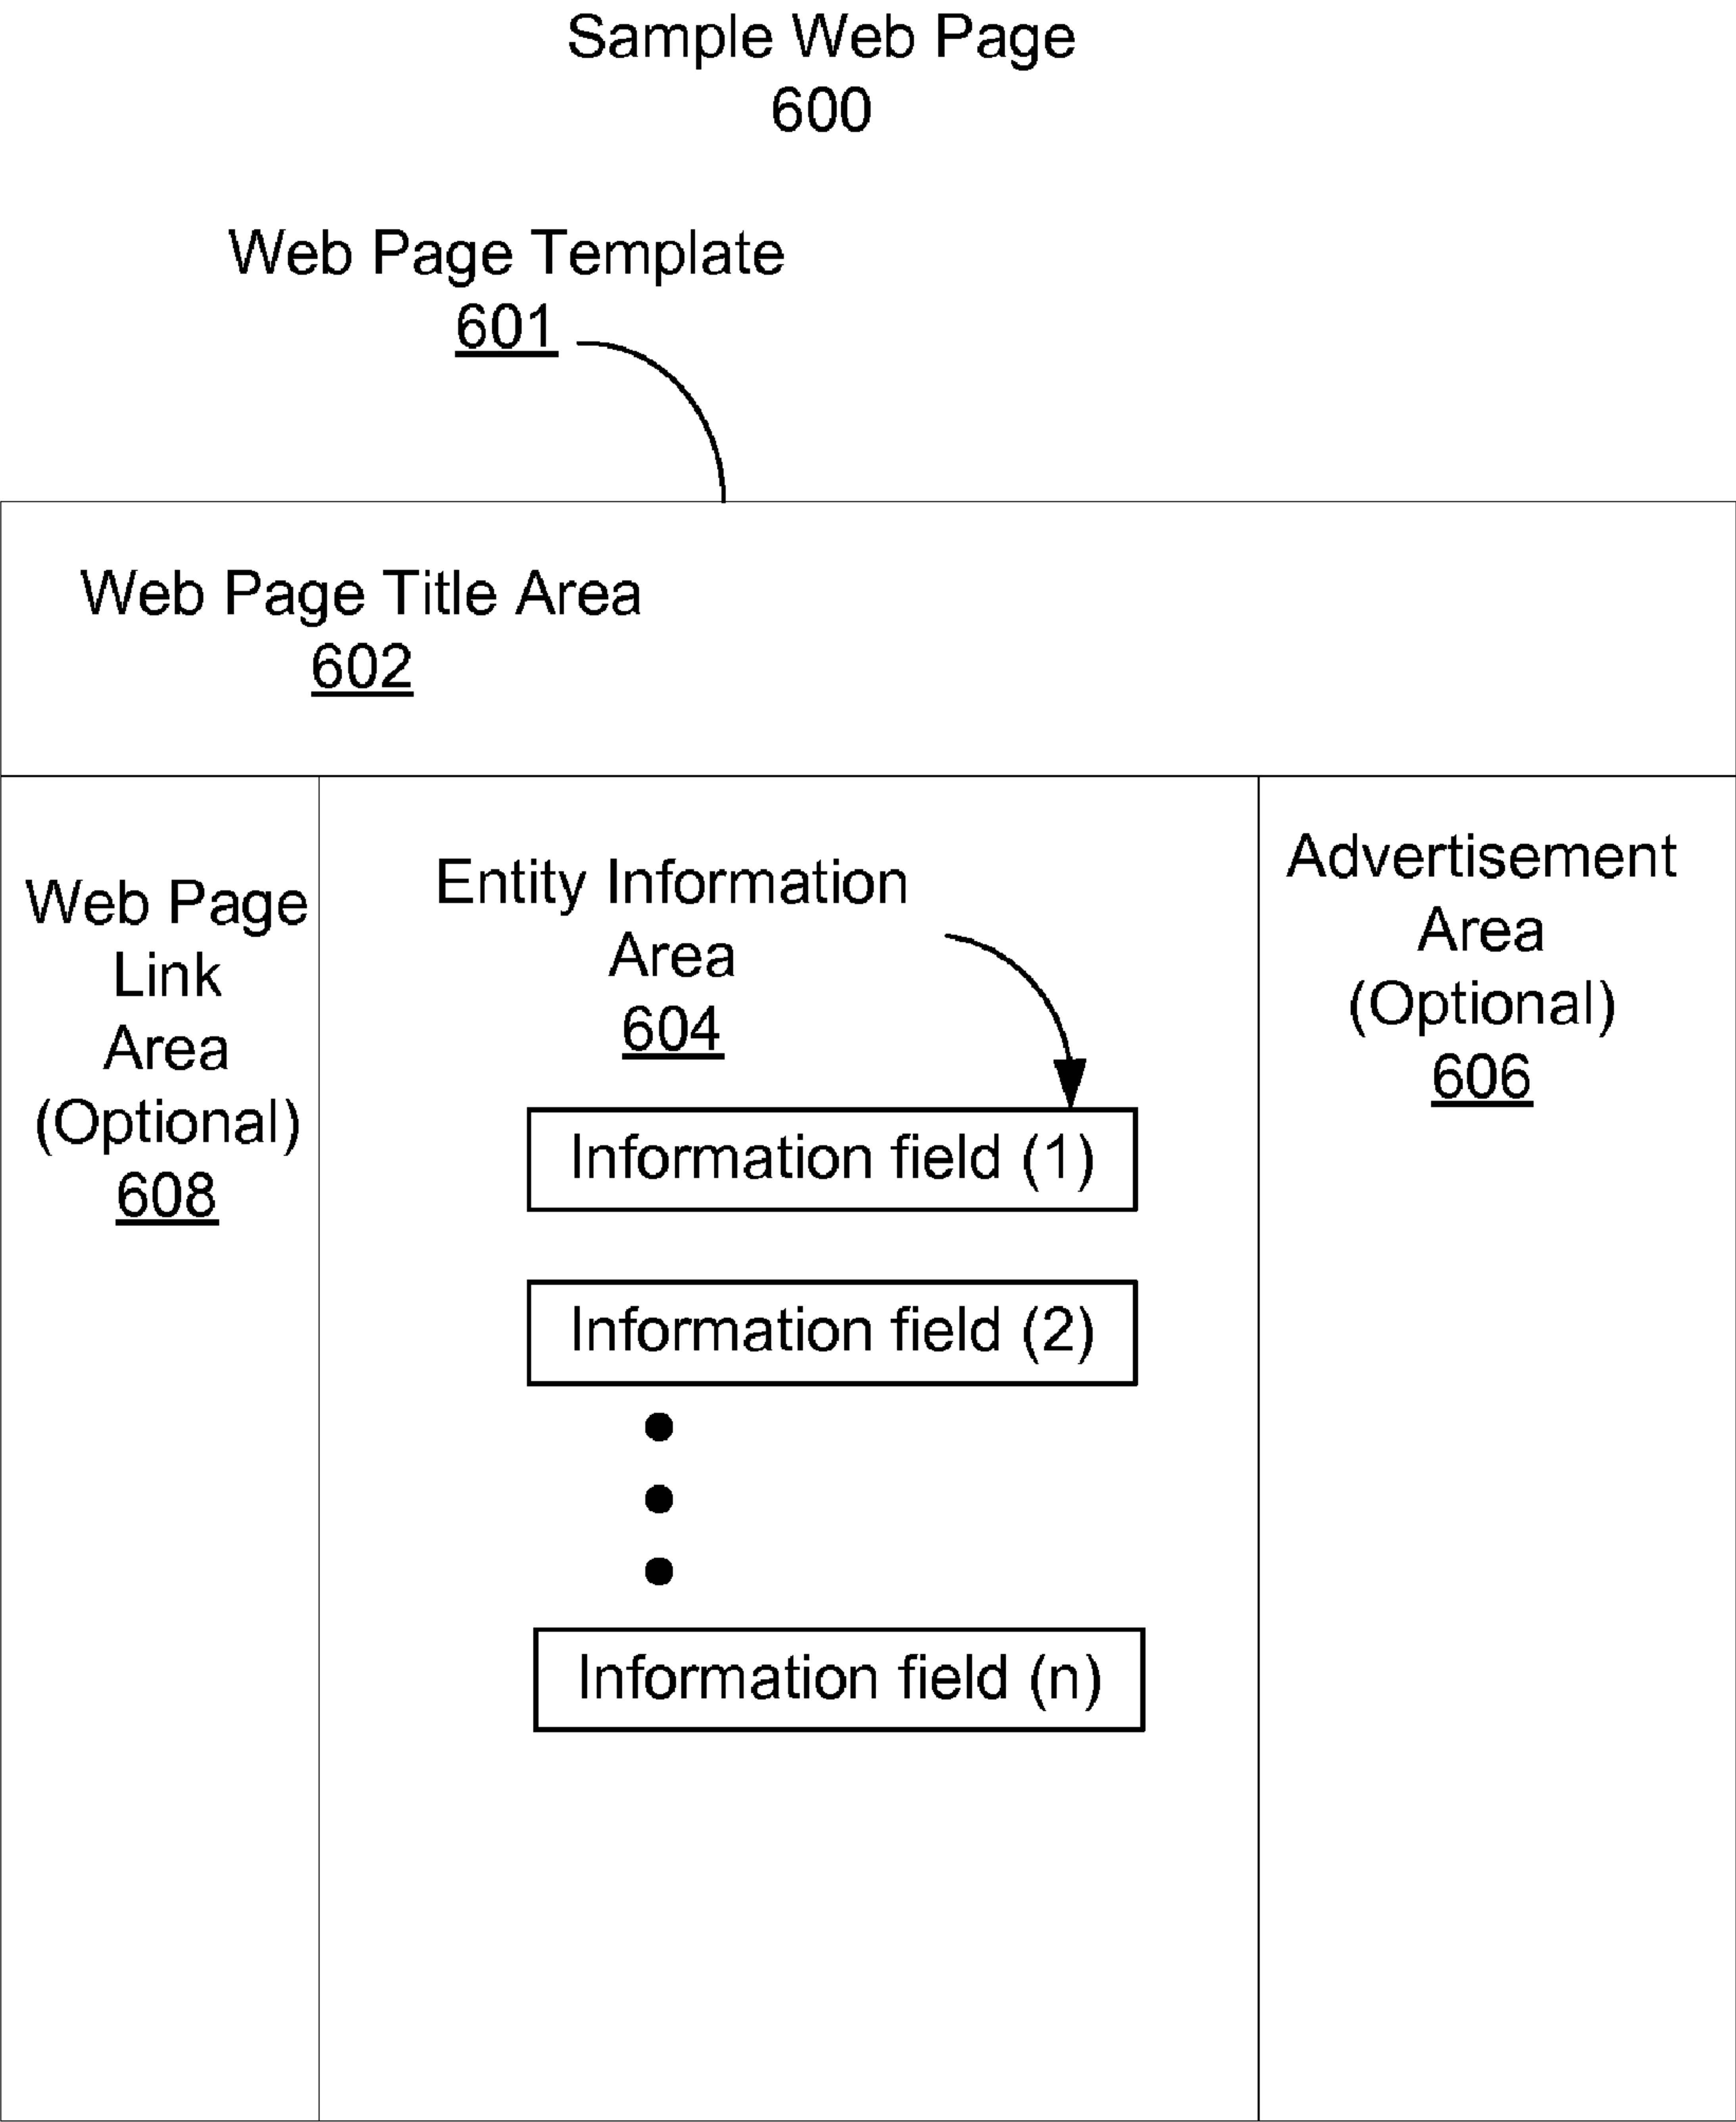 Sample Web Page
600
Web Page Template
601
Web Page Title Area
602
Web Page
Link
Area
(Optional)
608
Entity Information
Area
604
Information field (1)
Information field (2)
Information field (n)
Advertisement
Area
(Optional)
606